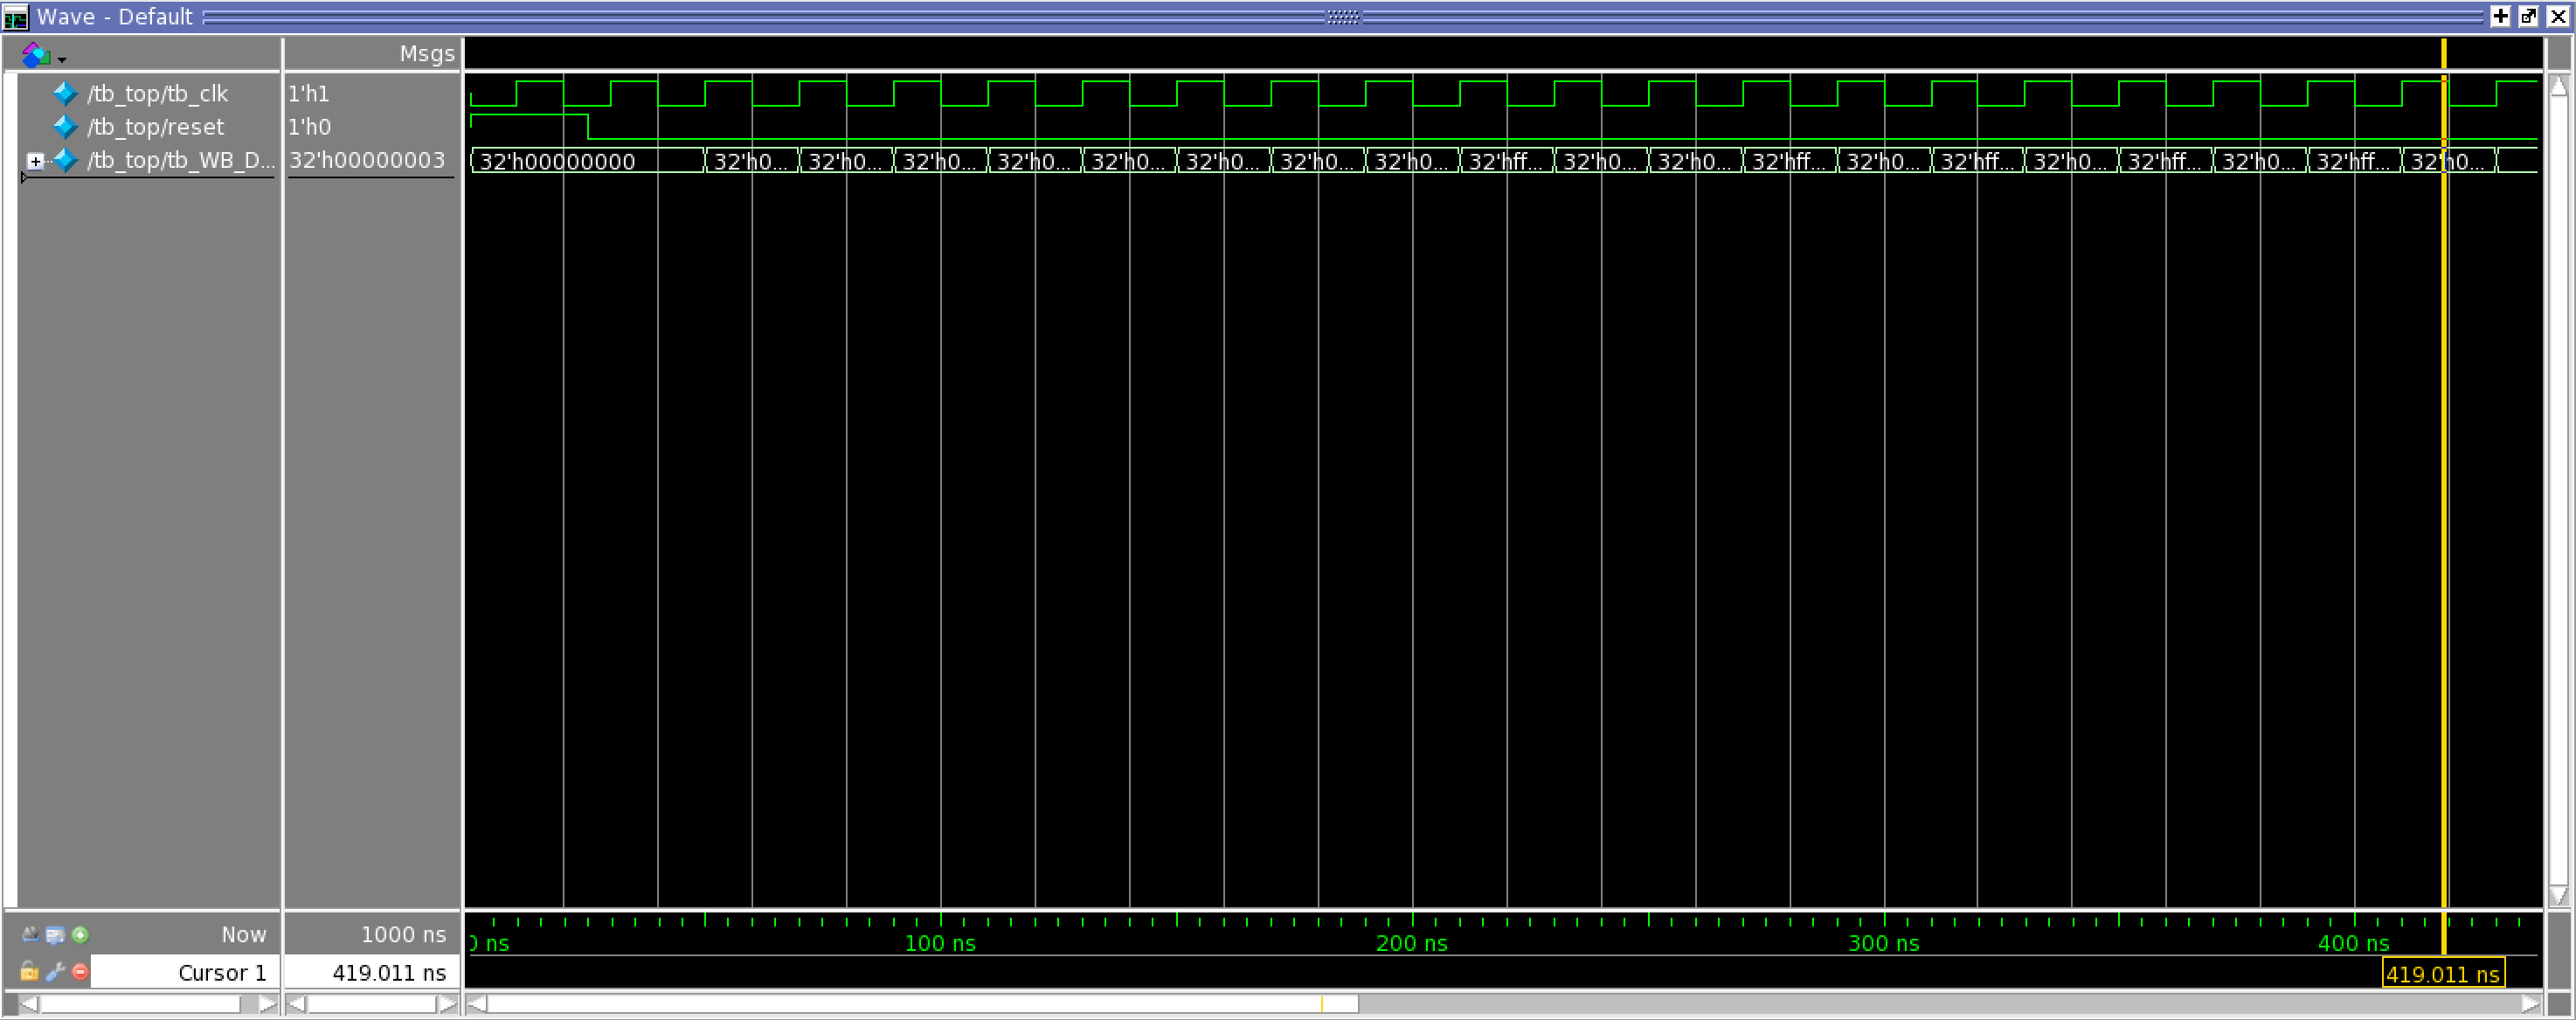 Wave - Default
Msgs
/tb_top/tb_clk 1'h1
/tb_top/reset 1'h0
/tb_top/tb_WB_D... 32'h00000003 32'h00000000 32'h0... 32'h0... 32'h0... 32'h0... 32'h0... 32'h0... 32'h0... 32'h0... 32'hff... 32'h0... 32'h0... 32'hff... 32'h0... 32'hff... 32'h0... 32'hff... 32'h0... 32'hff... 32'h0...
Now 1000 ns 0 ns 100 ns 200 ns 300 ns 400 ns
Cursor 1 419.011 ns 419.011 ns